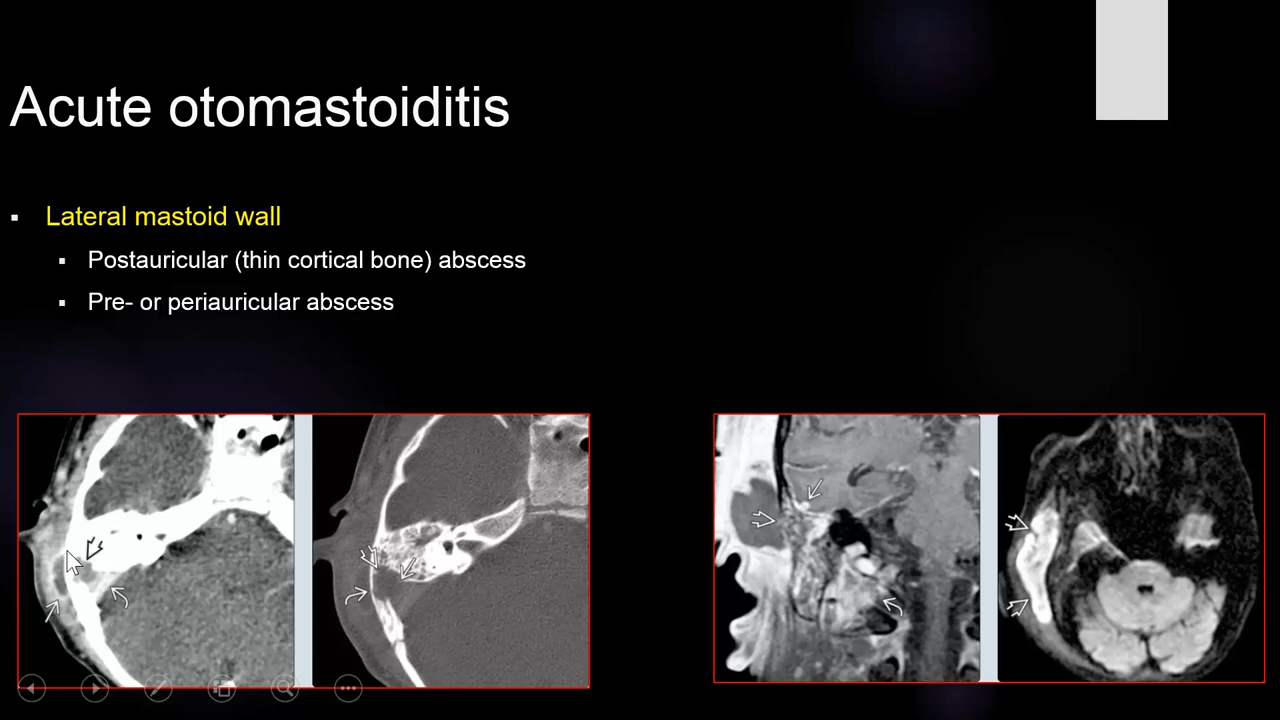 Acute otomastoiditis
Lateral mastoid wall
Postauricular (thin cortical bone) abscess
Pre- or periauricular abscess